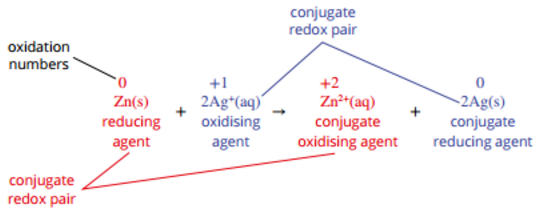 conjugate
redox pair
oxidation
numbers
0 +1 +2 0
Zn(s) + 2Ag⁺(aq) → Zn²⁺(aq) + 2Ag(s)
reducing oxidising conjugate conjugate
agent agent oxidising agent reducing agent
conjugate
redox pair